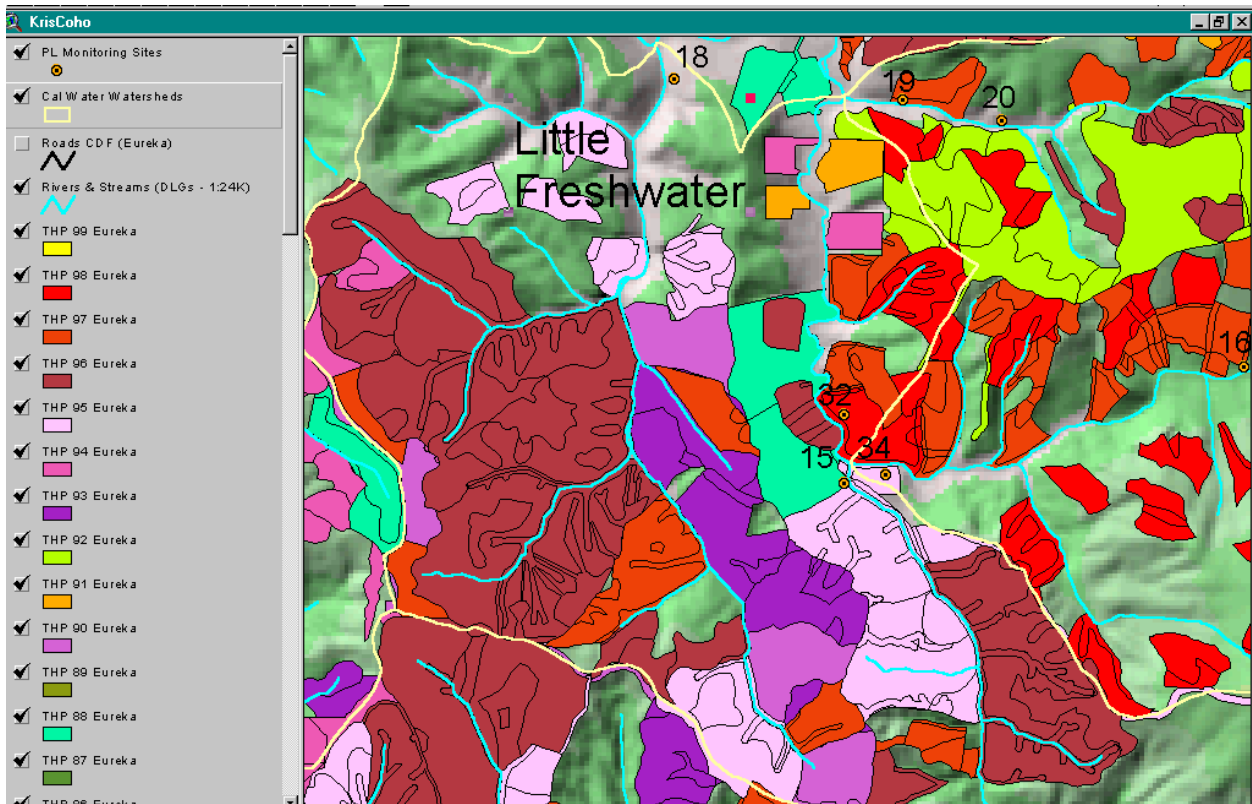 KrisCoho
PL Monitoring Sites
Cal Water Watersheds
Roads CDF (Eureka)
Rivers & Streams (DLGs - 1:24K)
THP 99 Eureka
THP 98 Eureka
THP 97 Eureka
THP 96 Eureka
THP 95 Eureka
THP 94 Eureka
THP 93 Eureka
THP 92 Eureka
THP 91 Eureka
THP 90 Eureka
THP 89 Eureka
THP 88 Eureka
THP 87 Eureka
THP 86 Eureka
18
19
20
Little
Freshwater
16
32
15
34